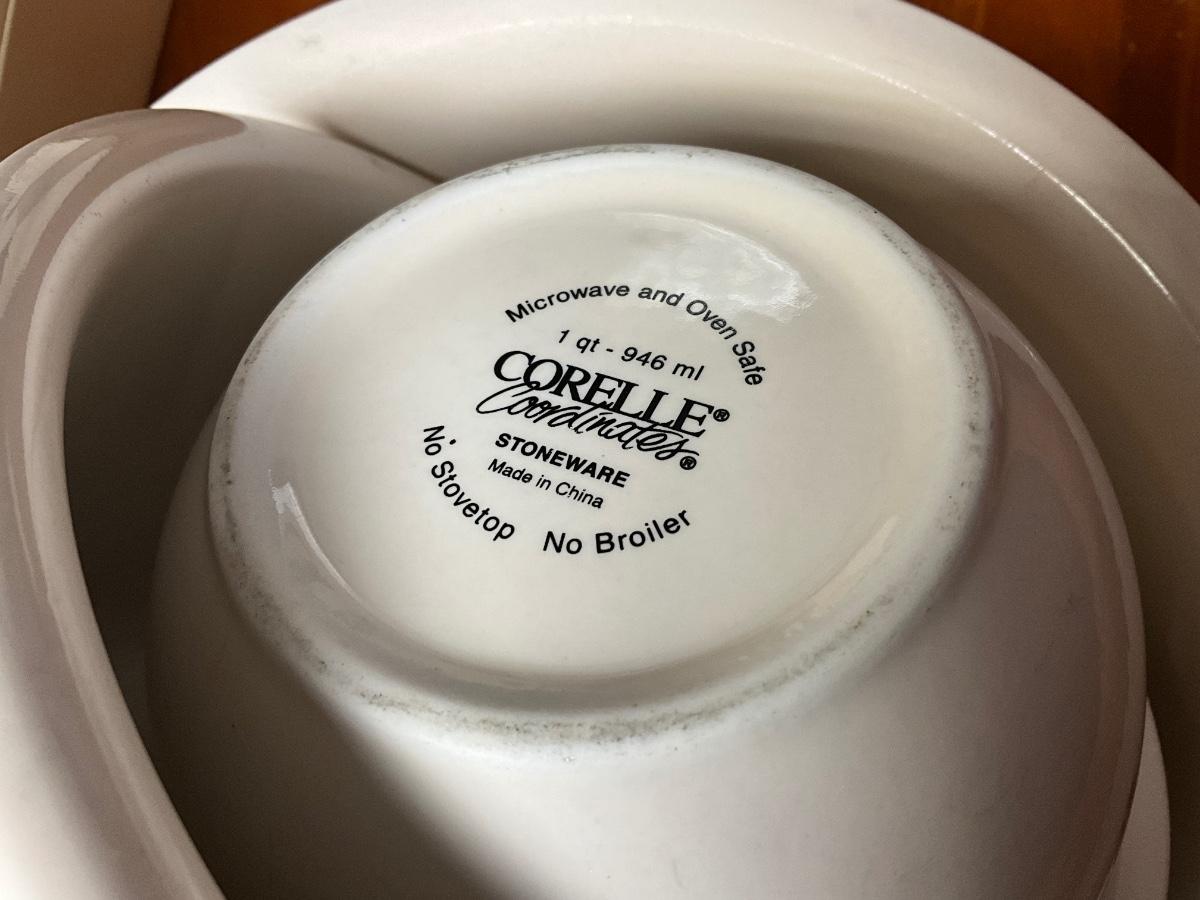 Microwave and Oven Safe
1 qt - 946 ml
CORELLE®
Coordinates®
STONEWARE
Made in China
No Stovetop No Broiler